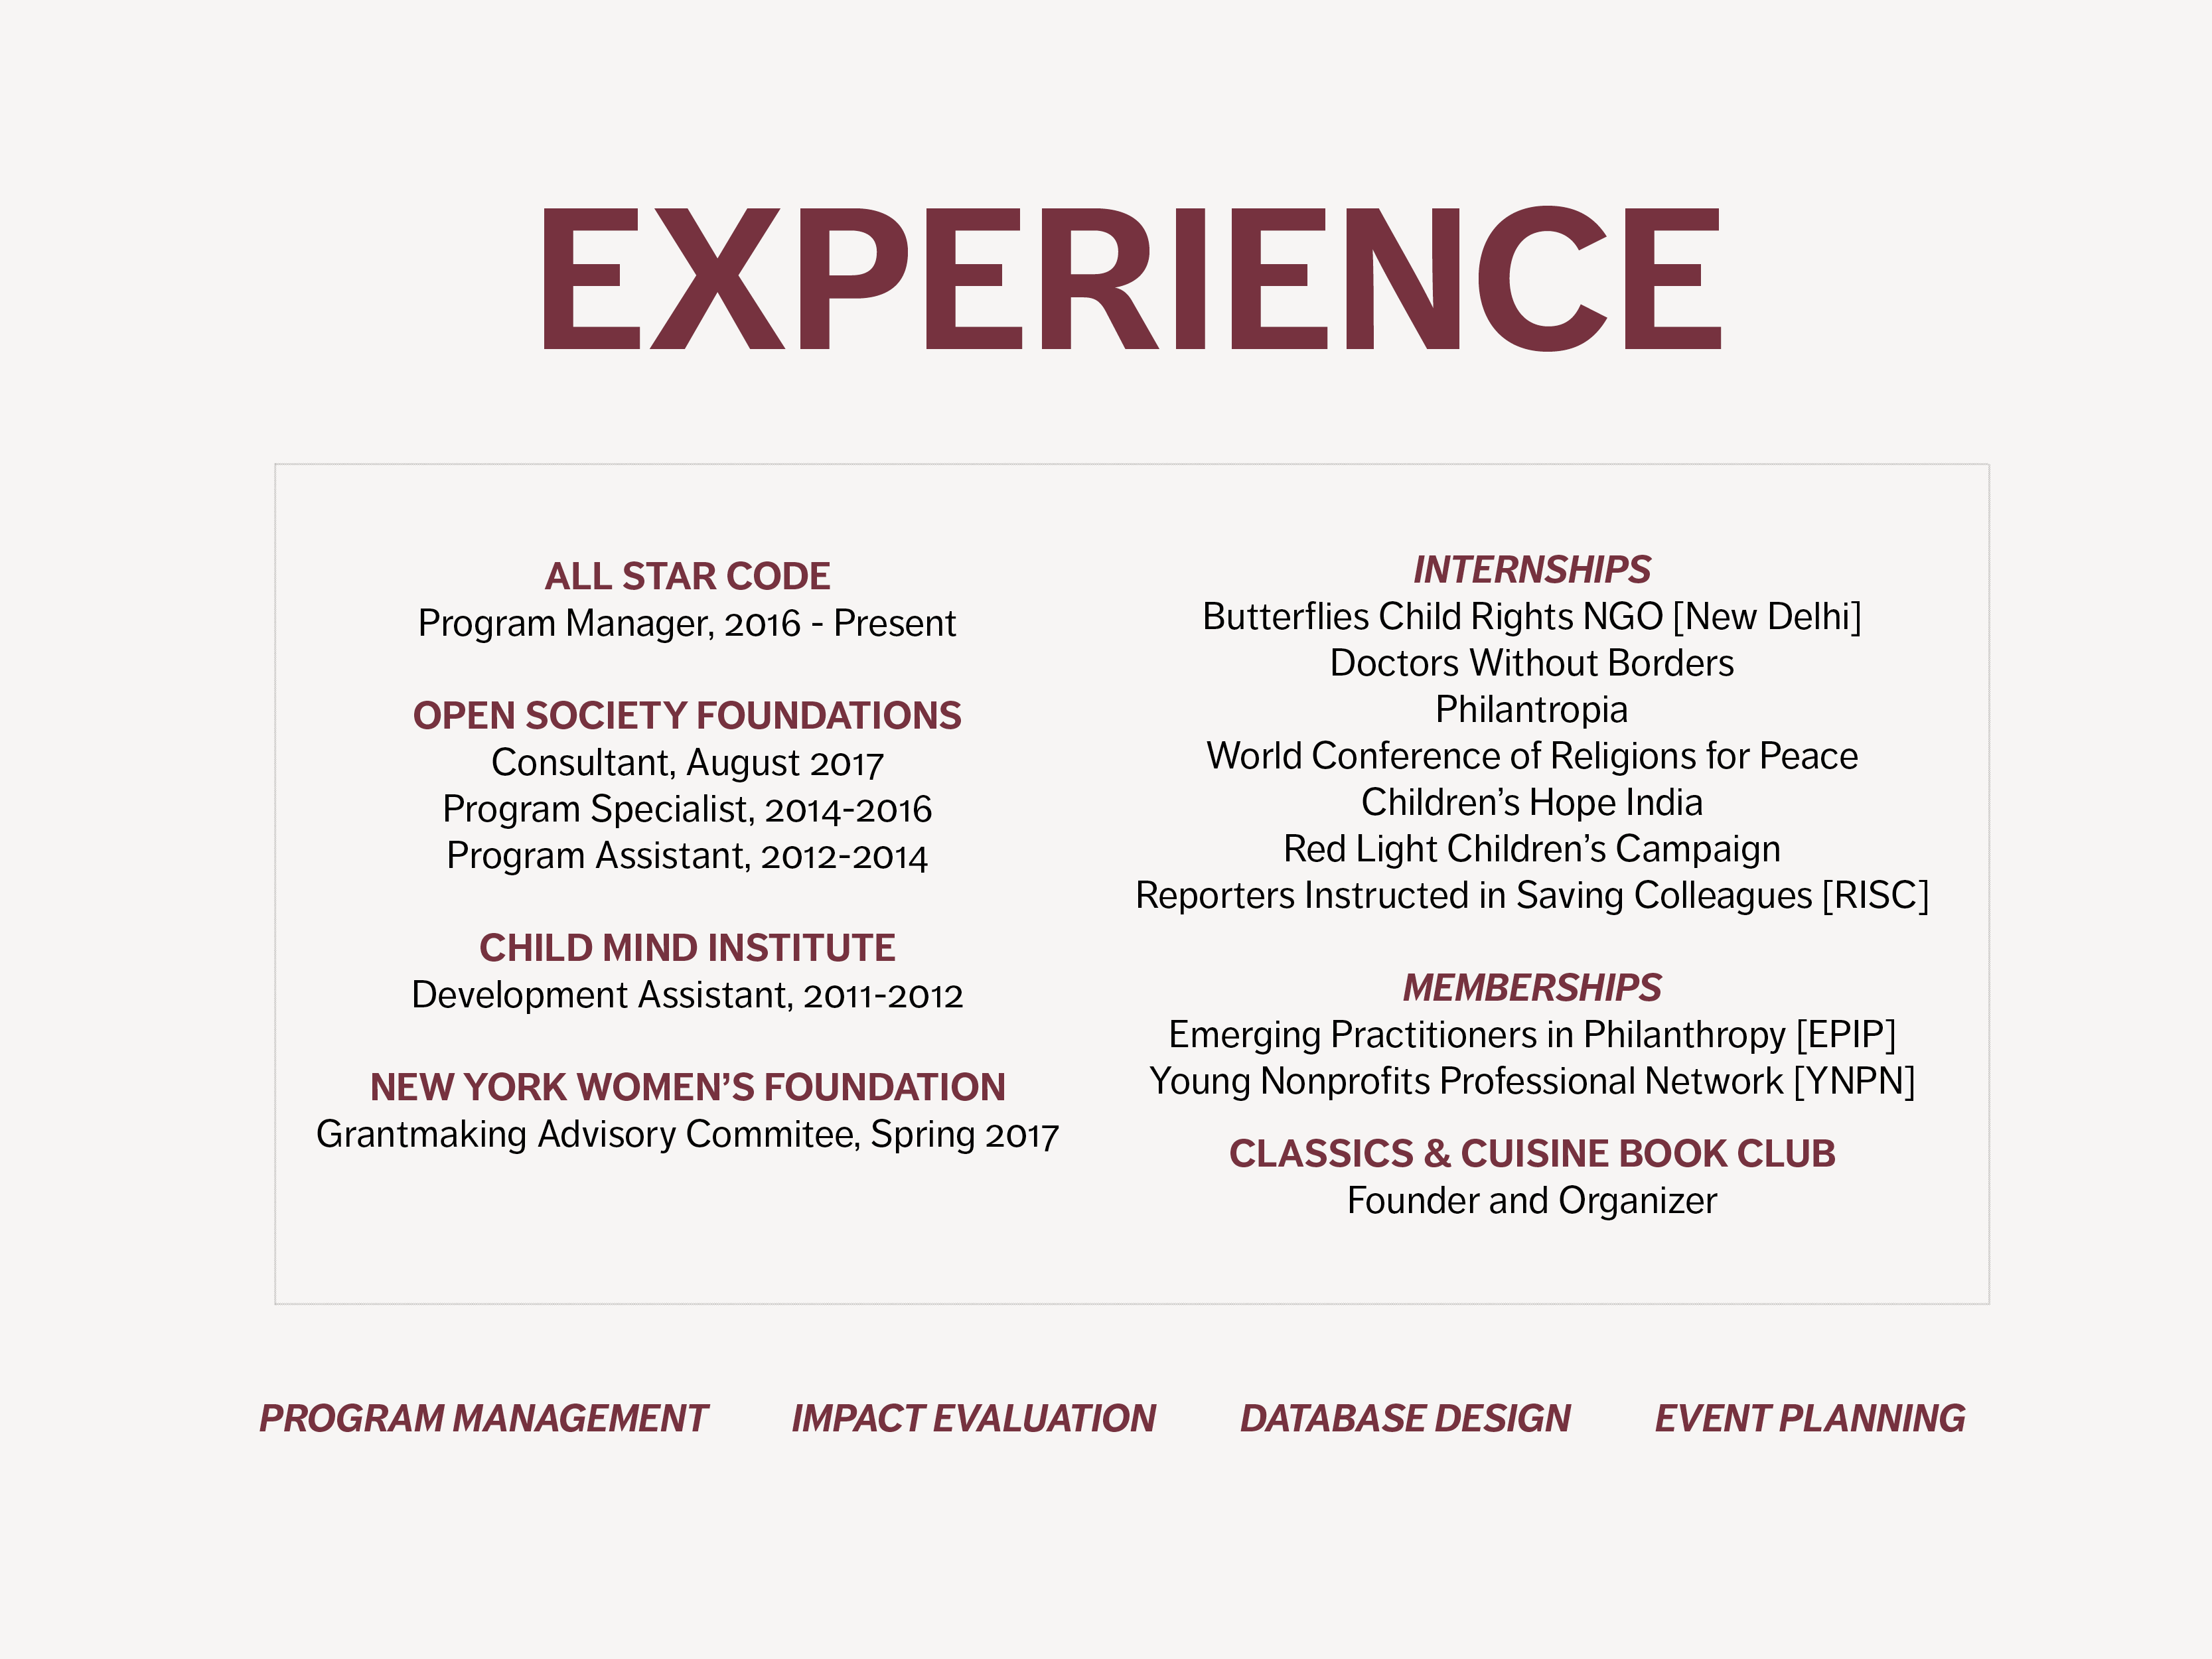 EXPERIENCE
ALL STAR CODE
Program Manager, 2016 - Present
OPEN SOCIETY FOUNDATIONS
Consultant, August 2017
Program Specialist, 2014-2016
Program Assistant, 2012-2014
CHILD MIND INSTITUTE
Development Assistant, 2011-2012
NEW YORK WOMEN’S FOUNDATION
Grantmaking Advisory Commitee, Spring 2017
INTERNSHIPS
Butterflies Child Rights NGO [New Delhi]
Doctors Without Borders
Philantropia
World Conference of Religions for Peace
Children’s Hope India
Red Light Children’s Campaign
Reporters Instructed in Saving Colleagues [RISC]
MEMBERSHIPS
Emerging Practitioners in Philanthropy [EPIP]
Young Nonprofits Professional Network [YNPN]
CLASSICS & CUISINE BOOK CLUB
Founder and Organizer
PROGRAM MANAGEMENT IMPACT EVALUATION DATABASE DESIGN EVENT PLANNING